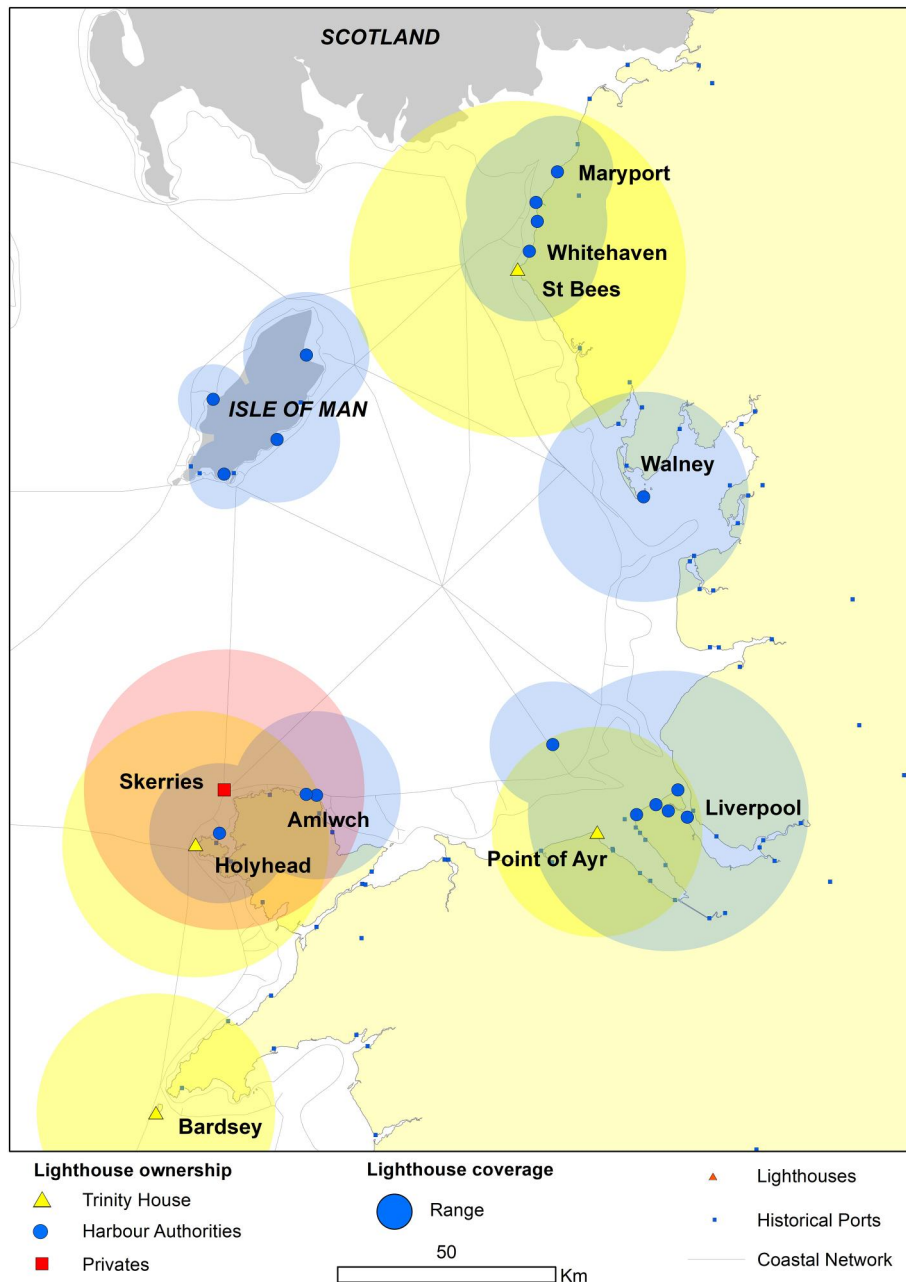 SCOTLAND
Maryport
Whitehaven
St Bees
ISLE OF MAN
Walney
Skerries
Amlwch
Holyhead
Liverpool
Point of Ayr
Bardsey
Lighthouse ownership
Trinity House
Harbour Authorities
Privates
Lighthouse coverage
Range
50
Km
Lighthouses
Historical Ports
Coastal Network